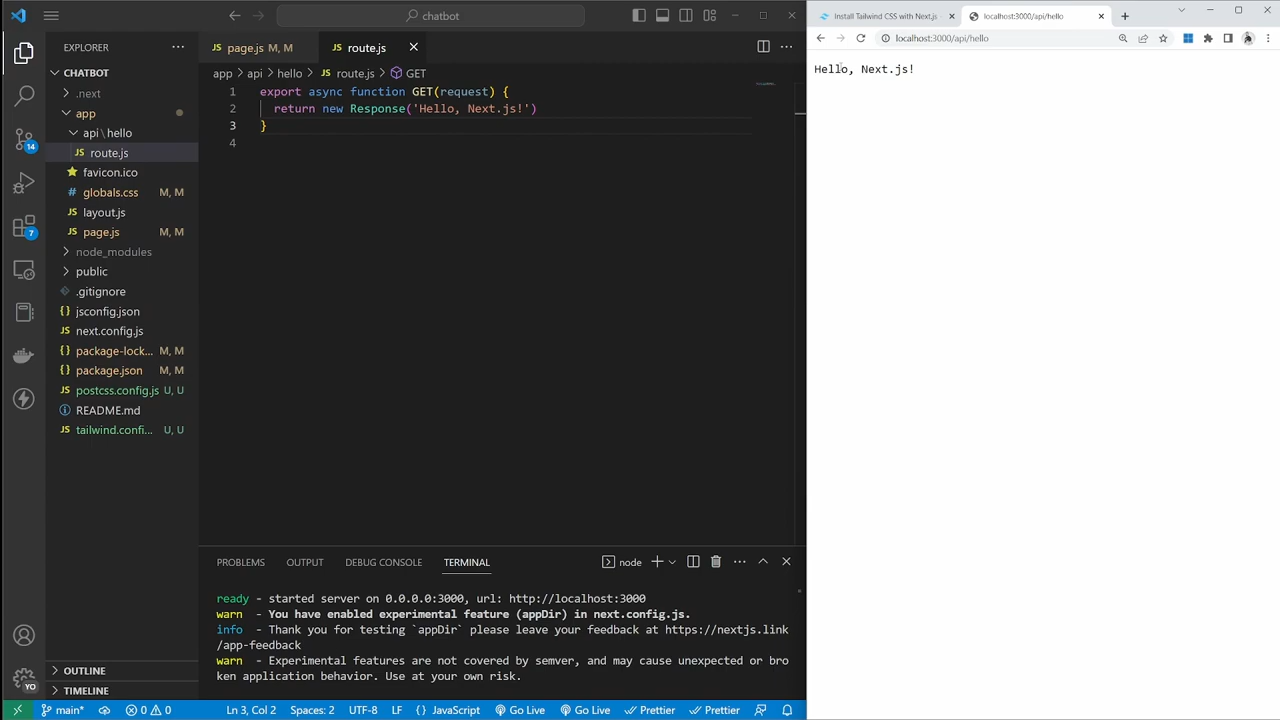 chatbot
EXPLORER
CHATBOT
.next
app
api \ hello
route.js
favicon.ico
globals.css M, M
layout.js
page.js M, M
node_modules
public
.gitignore
jsconfig.json
next.config.js
package-lock... M, M
package.json M, M
postcss.config.js U, U
README.md
tailwind.confi... U, U
OUTLINE
TIMELINE
14
7
YO
page.js M, M
route.js
app > api > hello > JS route.js > GET
1 export async function GET(request) {
2 return new Response('Hello, Next.js!')
3 }
4
PROBLEMS OUTPUT DEBUG CONSOLE TERMINAL
node
ready - started server on 0.0.0.0:3000, url: http://localhost:3000
warn - You have enabled experimental feature (appDir) in next.config.js.
info - Thank you for testing `appDir` please leave your feedback at https://nextjs.link
/app-feedback
warn - Experimental features are not covered by semver, and may cause unexpected or bro
ken application behavior. Use at your own risk.
main* 0 0 Ln 3, Col 2 Spaces: 2 UTF-8 LF {} JavaScript Go Live Go Live Prettier Prettier
Install Tailwind CSS with Next.js
localhost:3000/api/hello
localhost:3000/api/hello
Hello, Next.js!